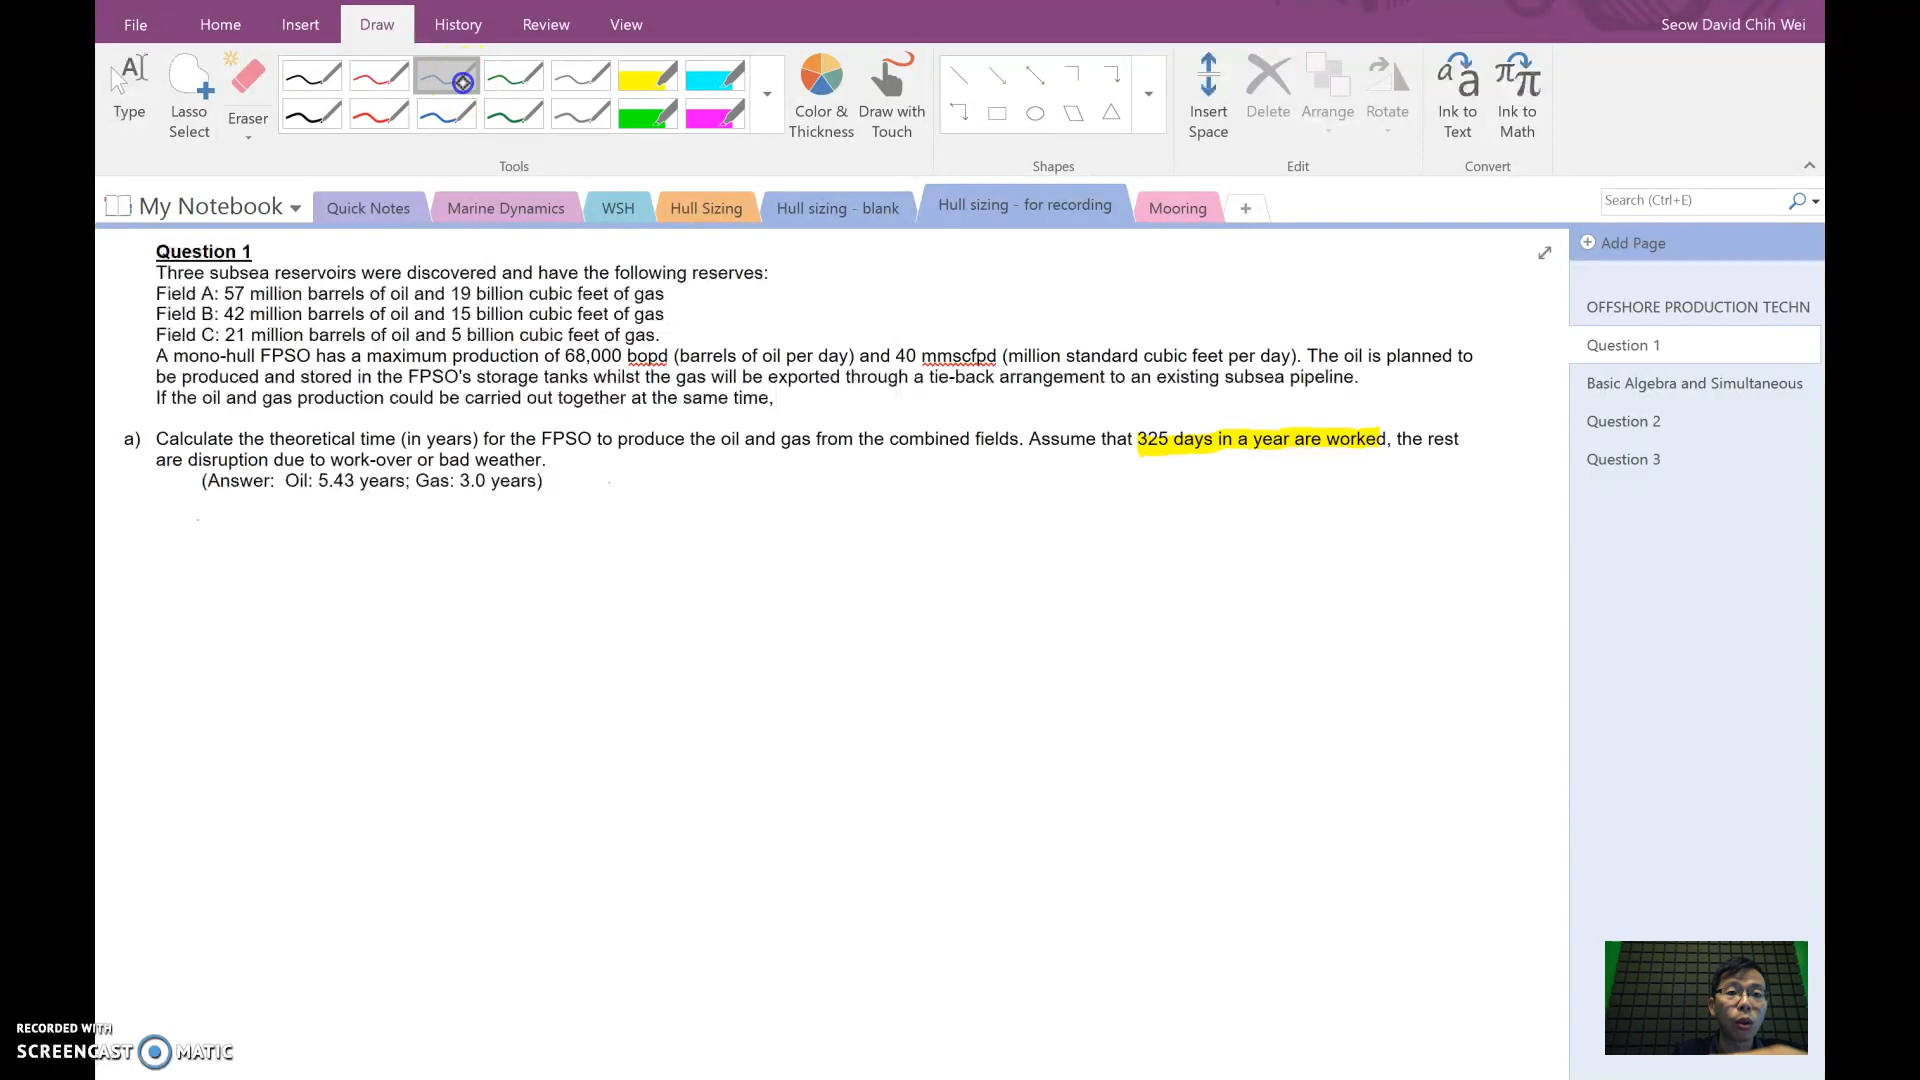 File Home Insert Draw History Review View Seow David Chih Wei
Type
Lasso Select
Eraser
Color & Thickness
Draw with Touch
Insert Space
Delete
Arrange
Rotate
Ink to Text
Ink to Math
Tools Shapes Edit Convert
My Notebook Quick Notes Marine Dynamics WSH Hull Sizing Hull sizing - blank Hull sizing - for recording Mooring Search (Ctrl+E)
Question 1
Three subsea reservoirs were discovered and have the following reserves:
Field A: 57 million barrels of oil and 19 billion cubic feet of gas
Field B: 42 million barrels of oil and 15 billion cubic feet of gas
Field C: 21 million barrels of oil and 5 billion cubic feet of gas.
A mono-hull FPSO has a maximum production of 68,000 bopd (barrels of oil per day) and 40 mmscfpd (million standard cubic feet per day). The oil is planned to
be produced and stored in the FPSO's storage tanks whilst the gas will be exported through a tie-back arrangement to an existing subsea pipeline.
If the oil and gas production could be carried out together at the same time,
a) Calculate the theoretical time (in years) for the FPSO to produce the oil and gas from the combined fields. Assume that 325 days in a year are worked, the rest
are disruption due to work-over or bad weather.
(Answer: Oil: 5.43 years; Gas: 3.0 years)
Add Page
OFFSHORE PRODUCTION TECHN
Question 1
Basic Algebra and Simultaneous
Question 2
Question 3
RECORDED WITH
SCREENCAST MATIC